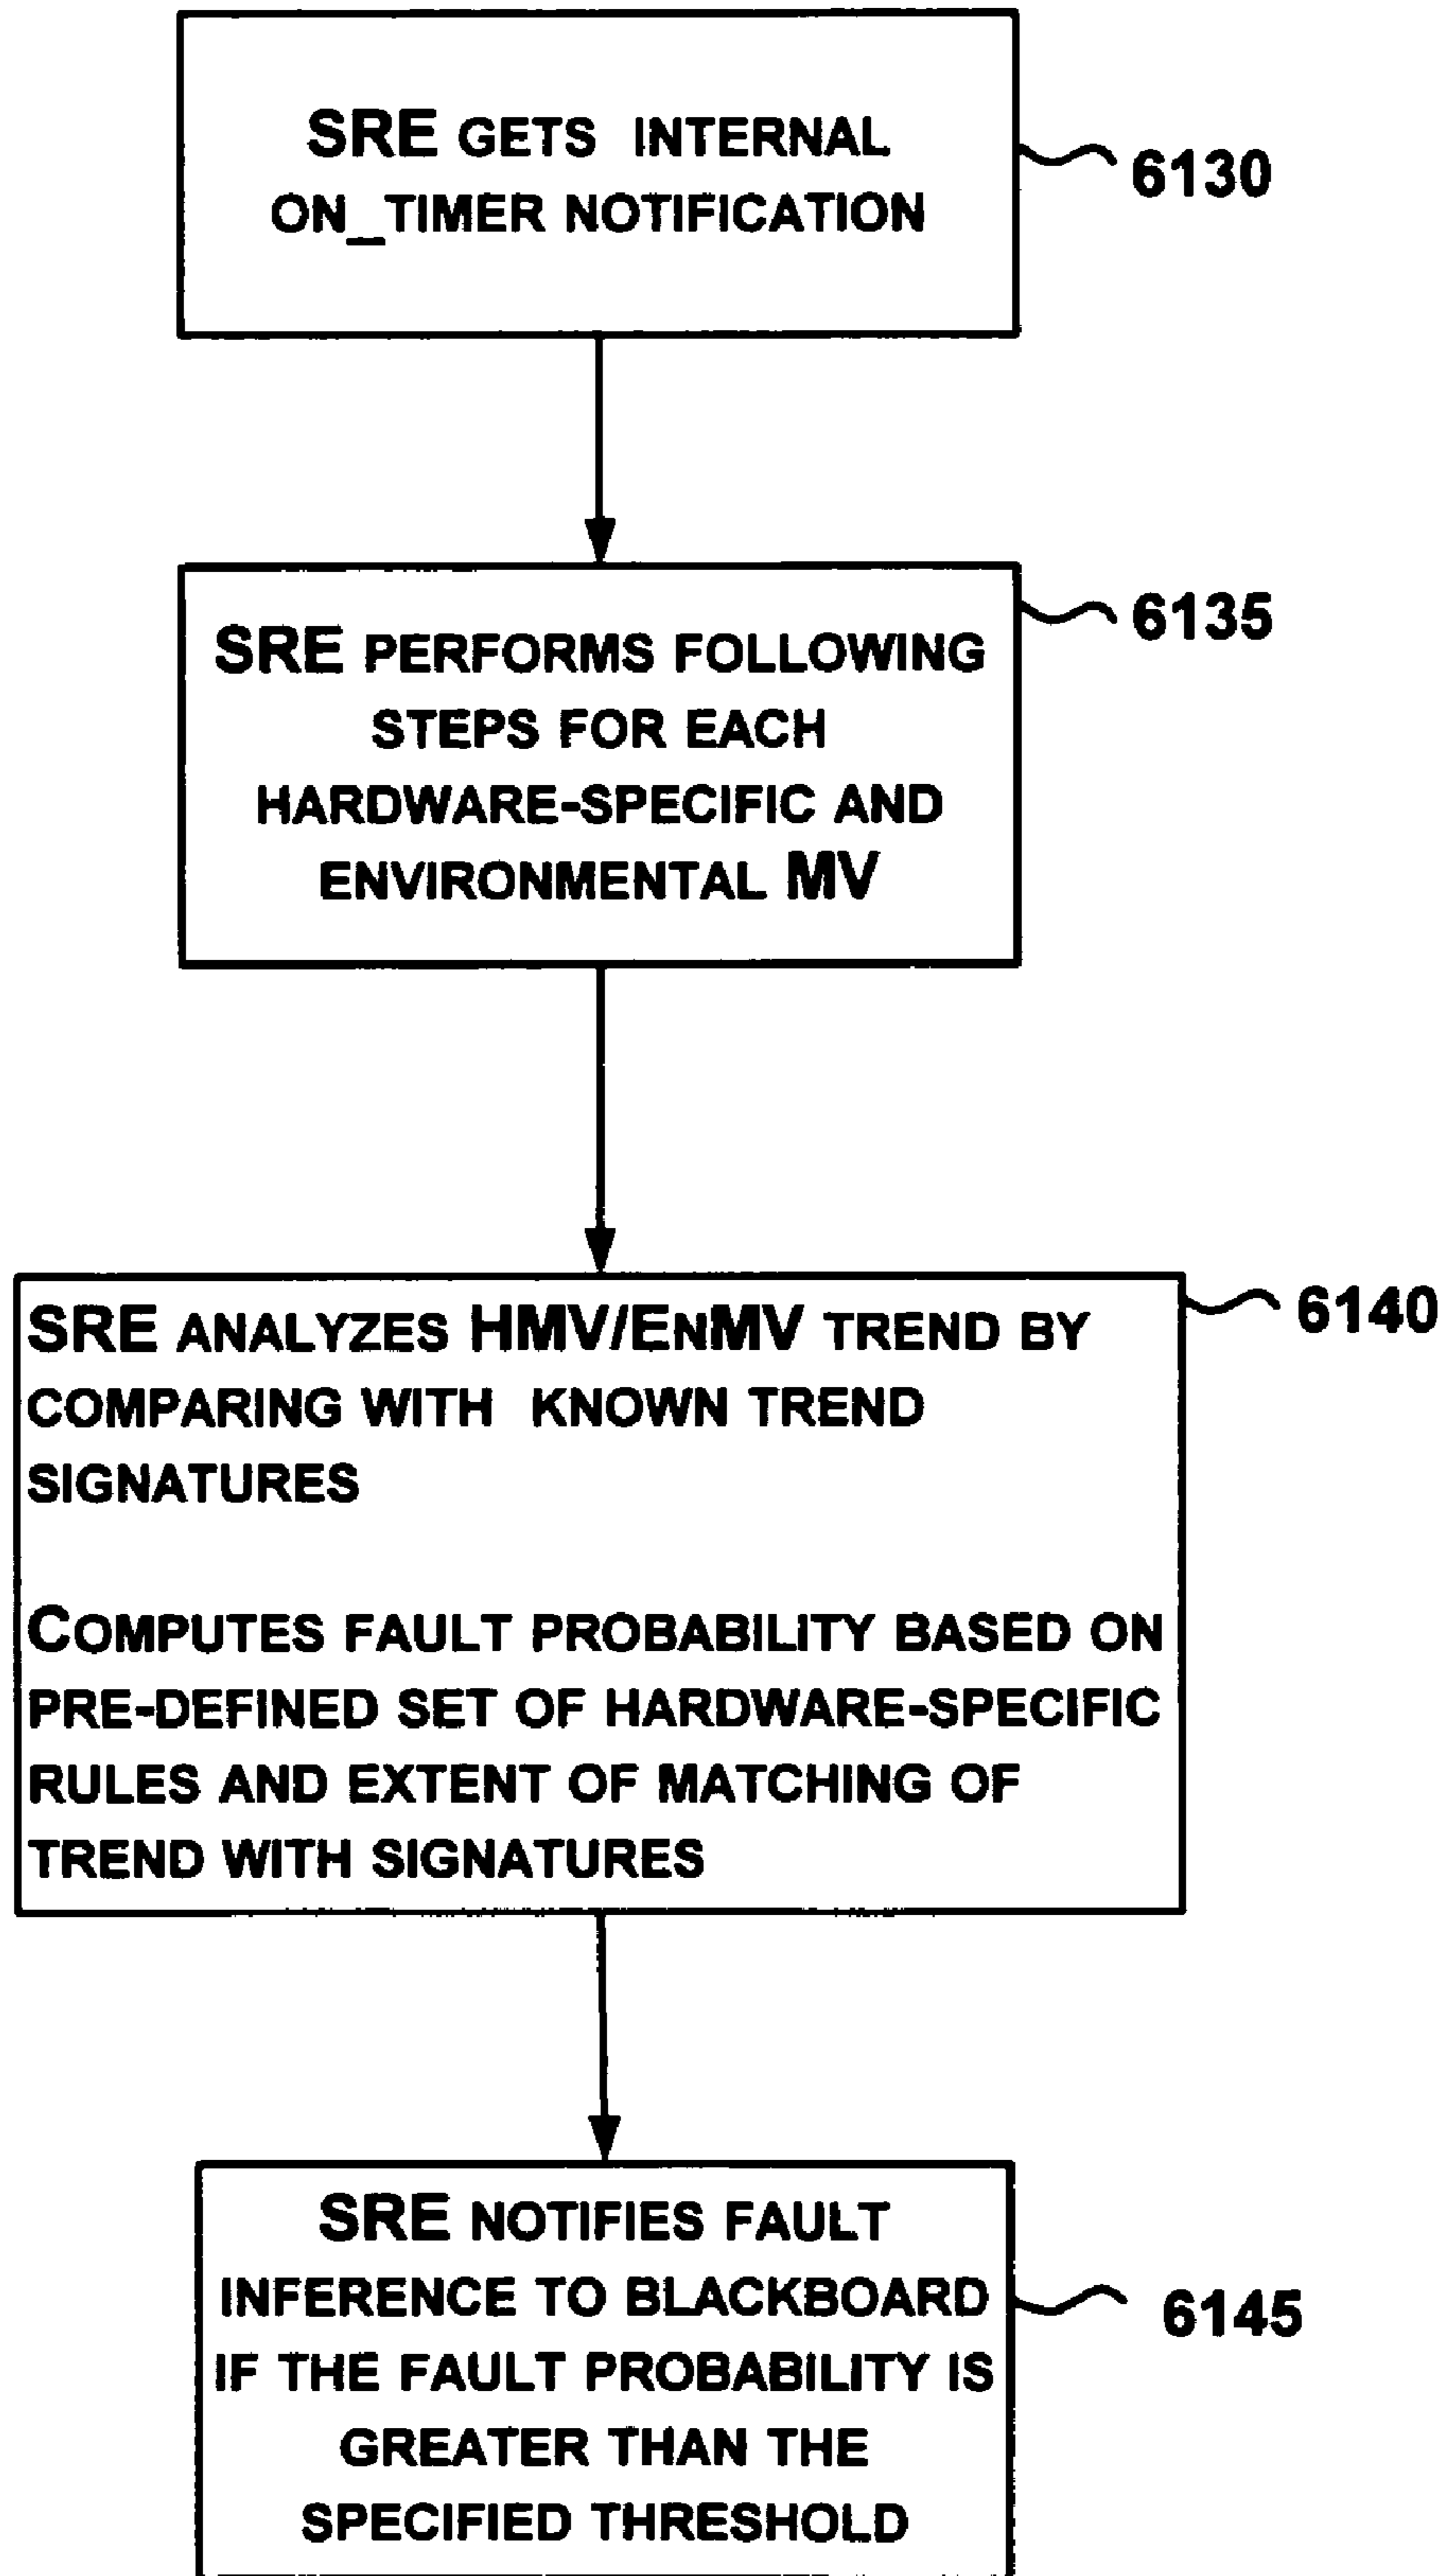 SRE GETS INTERNAL
ON_TIMER NOTIFICATION
6130
SRE PERFORMS FOLLOWING
STEPS FOR EACH
HARDWARE-SPECIFIC AND
ENVIRONMENTAL MV
6135
SRE ANALYZES HMV/ENMV TREND BY
COMPARING WITH KNOWN TREND
SIGNATURES
COMPUTES FAULT PROBABILITY BASED ON
PRE-DEFINED SET OF HARDWARE-SPECIFIC
RULES AND EXTENT OF MATCHING OF
TREND WITH SIGNATURES
6140
SRE NOTIFIES FAULT
INFERENCE TO BLACKBOARD
IF THE FAULT PROBABILITY IS
GREATER THAN THE
SPECIFIED THRESHOLD
6145